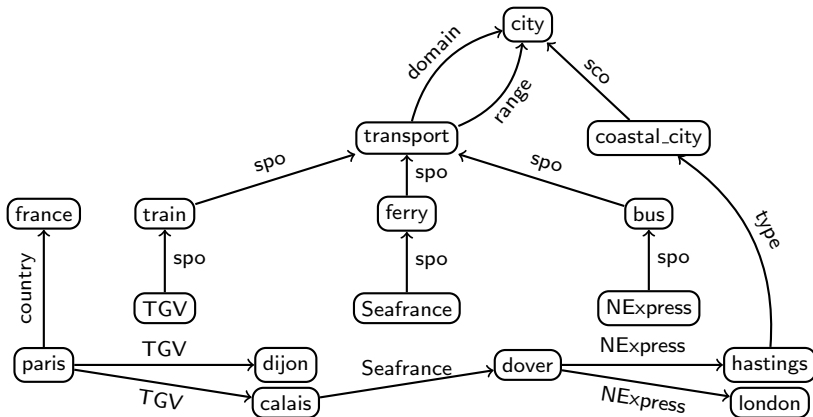 city
domain
range
sco
transport
coastal_city
spo
spo
spo
france
train
ferry
bus
country
spo
spo
spo
type
TGV
Seafrance
NExpress
paris
TGV
dijon
Seafrance
dover
NExpress
hastings
TGV
calais
NExpress
london